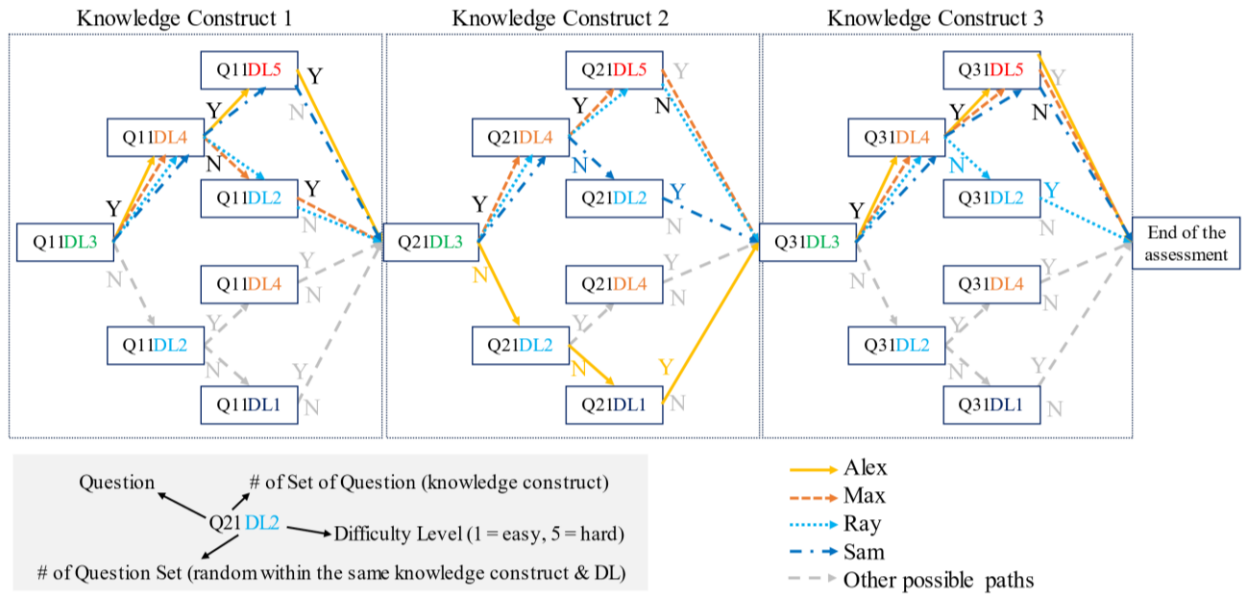 Knowledge Construct 1
Knowledge Construct 2
Knowledge Construct 3
Q11DL5
Y
N
Y
Q11DL4
N
Q11DL2
Y
N
Y
Q11DL3
N
Q11DL4
Y
N
Q11DL2
Y
N
Q11DL1
Y
N
Q21DL5
Y
N
Y
Q21DL4
N
Q21DL2
Y
N
Y
Q21DL3
N
Q21DL4
Y
N
Q21DL2
Y
N
Q21DL1
Y
N
Q31DL5
Y
N
Y
Q31DL4
N
Q31DL2
Y
N
Y
Q31DL3
N
Q31DL4
Y
N
Q31DL2
Y
N
Q31DL1
Y
N
End of the
assessment
Question
# of Set of Question (knowledge construct)
Q21 DL2
Difficulty Level (1 = easy, 5 = hard)
# of Question Set (random within the same knowledge construct & DL)
Alex
Max
Ray
Sam
Other possible paths